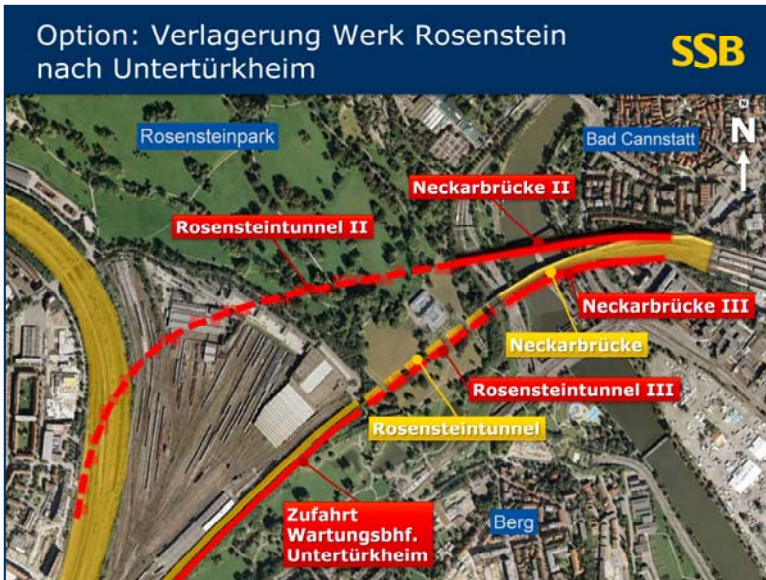 Option: Verlagerung Werk Rosenstein
nach Untertürkheim
SSB
Rosensteinpark
Bad Cannstatt
N
N
Neckarbrücke II
Rosensteintunnel II
Neckarbrücke III
Neckarbrücke
Rosensteintunnel III
Rosensteintunnel
Zufahrt
Wartungsbhf.
Untertürkheim
Berg